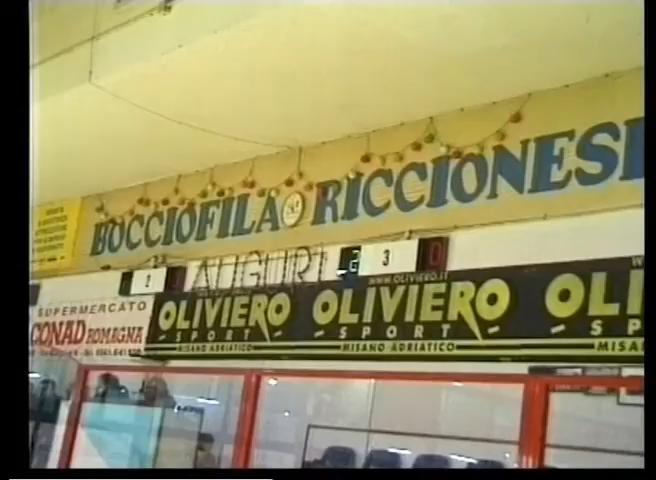 BOCCIOFILA RICCIONESE
AUGURI
2 3 0
2
WWW.OLIVIERO.IT
SUPERMERCATO
CONAD ROMAGNA
OLIVIERO
SPORT
MISANO ADRIATICO
OLIVIERO
SPORT
MISANO ADRIATICO
OLI
SP
MISA